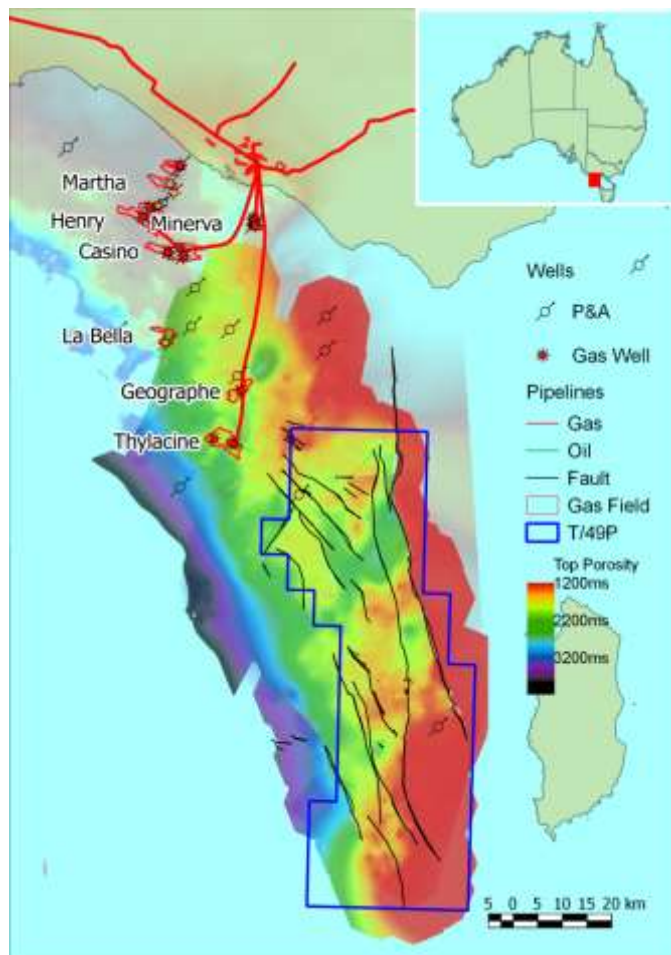 Martha
Henry
Minerva
Casino
La Bella
Geographe
Thylacine
Wells
P&A
Gas Well
Pipelines
Gas
Oil
Fault
Gas Field
T/49P
Top Porosity
1200ms
2200ms
3200ms
5 0 5 10 15 20 km